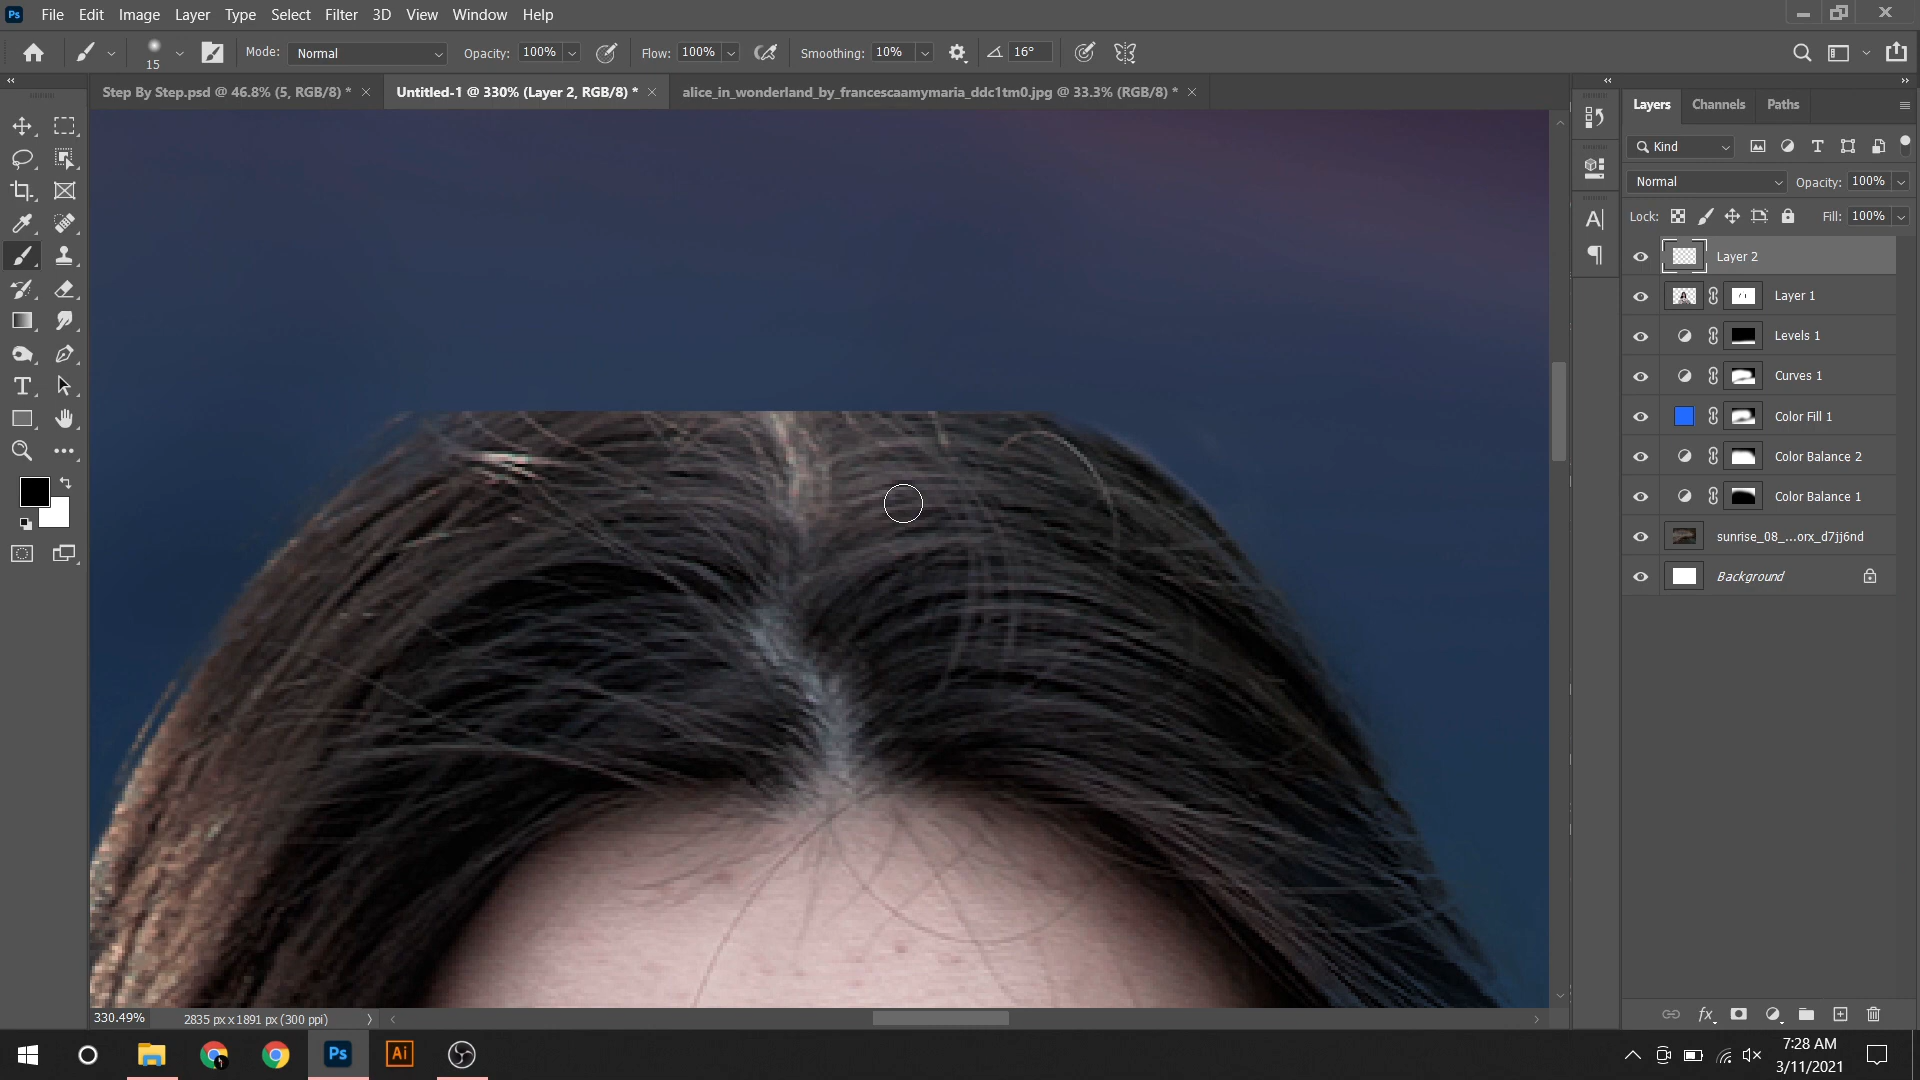 Ps File Edit Image Layer Type Select Filter 3D View Window Help
15 Mode: Normal Opacity: 100% Flow: 100% Smoothing: 10% 16°
Step By Step.psd @ 46.8% (5, RGB/8) * Untitled-1 @ 330% (Layer 2, RGB/8) * alice_in_wonderland_by_francescaamymaria_ddc1tm0.jpg @ 33.3% (RGB/8) *
Layers Channels Paths
Kind
Normal Opacity: 100%
Lock: Fill: 100%
Layer 2
Layer 1
Levels 1
Curves 1
Color Fill 1
Color Balance 2
Color Balance 1
sunrise_08_...orx_d7jj6nd
Background
fx
330.49% 2835 px x 1891 px (300 ppi)
Ps Ai
7:28 AM
3/11/2021